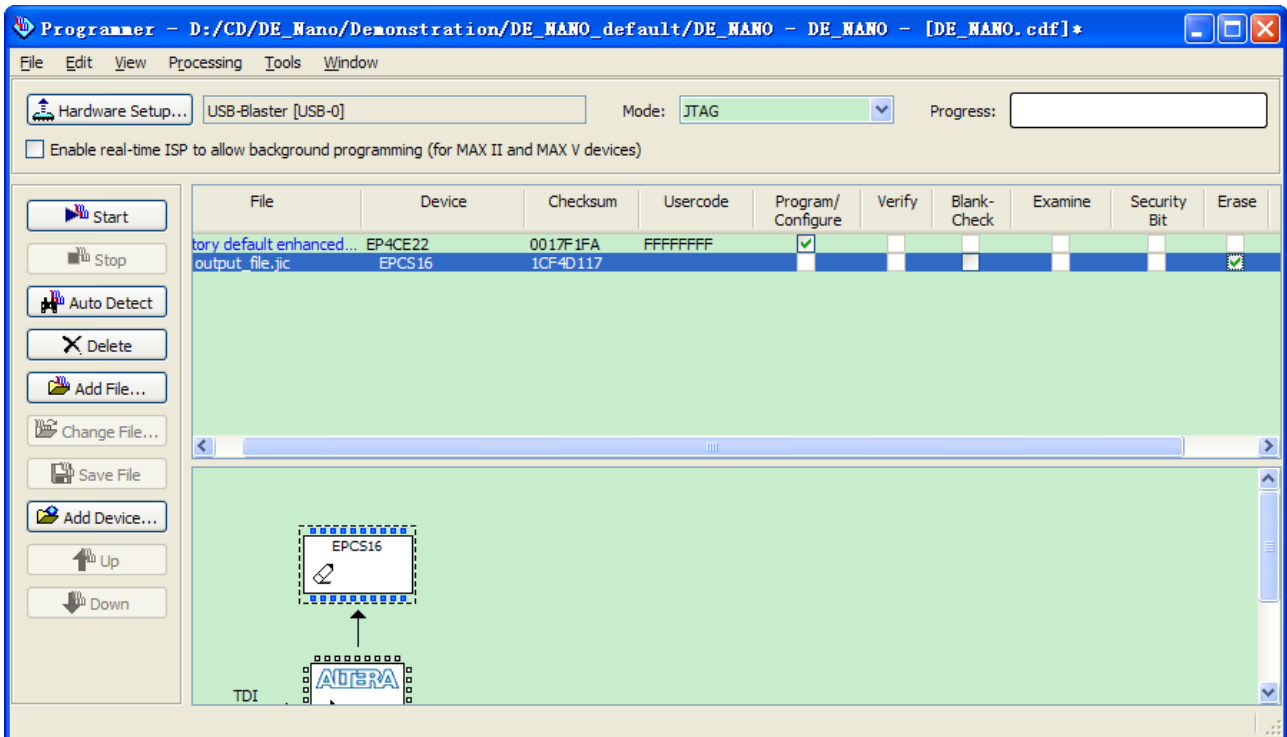 Programmer - D:/CD/DE_Nano/Demonstration/DE_NANO_default/DE_NANO - DE_NANO - [DE_NANO.cdf]*
File Edit View Processing Tools Window
Hardware Setup... USB-Blaster [USB-0] Mode: JTAG Progress:
Enable real-time ISP to allow background programming (for MAX II and MAX V devices)
Start
Stop
Auto Detect
Delete
Add File...
Change File...
Save File
Add Device...
Up
Down
File Device Checksum Usercode Program/ Configure Verify Blank- Check Examine Security Bit Erase
tory default enhanced... EP4CE22 0017F1FA FFFFFFFF
output_file.jic EPCS16 1CF4D117
EPCS16
ALTERA
TDI